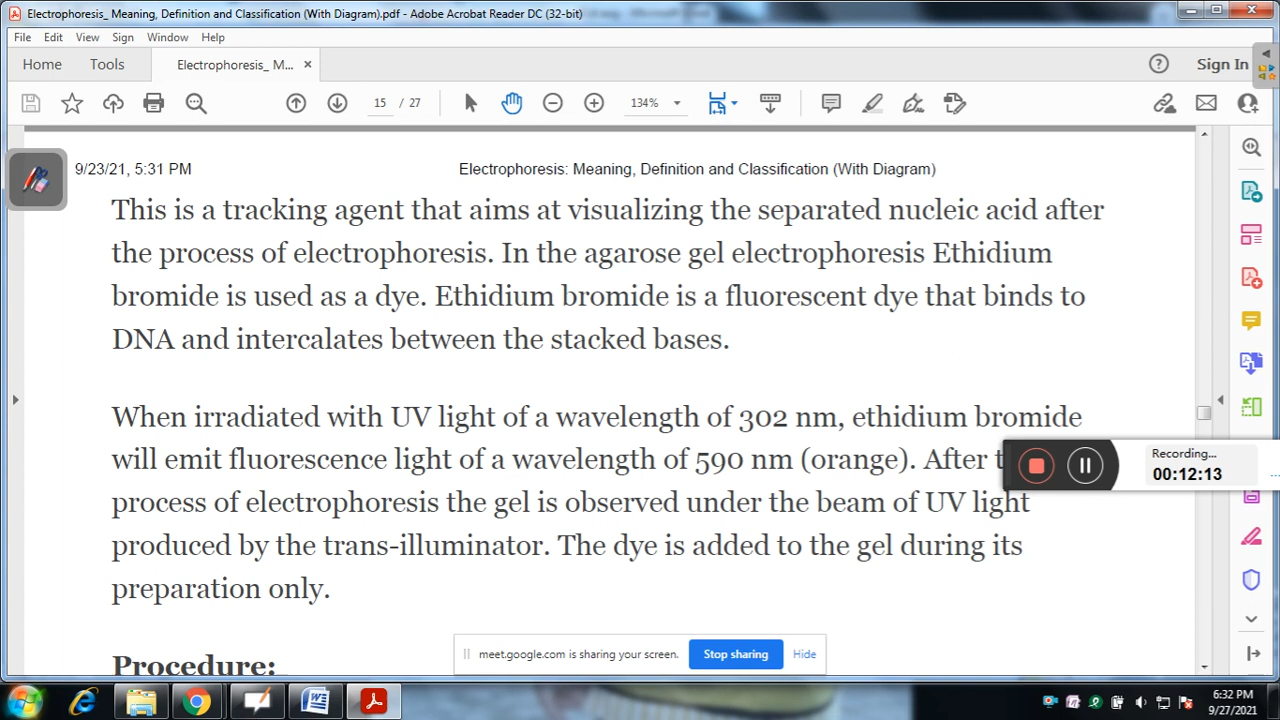 Electrophoresis_ Meaning, Definition and Classification (With Diagram).pdf - Adobe Acrobat Reader DC (32-bit)
File Edit View Sign Window Help
Home Tools Electrophoresis_ M... × Sign In
15 / 27 134%
9/23/21, 5:31 PM Electrophoresis: Meaning, Definition and Classification (With Diagram)
This is a tracking agent that aims at visualizing the separated nucleic acid after
the process of electrophoresis. In the agarose gel electrophoresis Ethidium
bromide is used as a dye. Ethidium bromide is a fluorescent dye that binds to
DNA and intercalates between the stacked bases.
When irradiated with UV light of a wavelength of 302 nm, ethidium bromide
will emit fluorescence light of a wavelength of 590 nm (orange). After
process of electrophoresis the gel is observed under the beam of UV light
produced by the trans-illuminator. The dye is added to the gel during its
preparation only.
Recording...
00:12:13
Procedure:
meet.google.com is sharing your screen. Stop sharing Hide
6:32 PM
9/27/2021